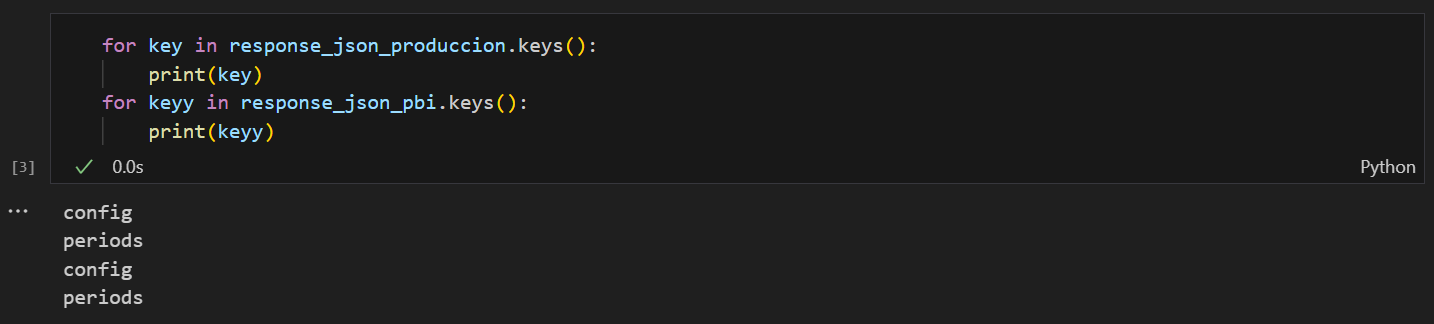 for key in response_json_produccion.keys():
    print(key)
for keyy in response_json_pbi.keys():
    print(keyy)
[3] 0.0s Python
... config
periods
config
periods